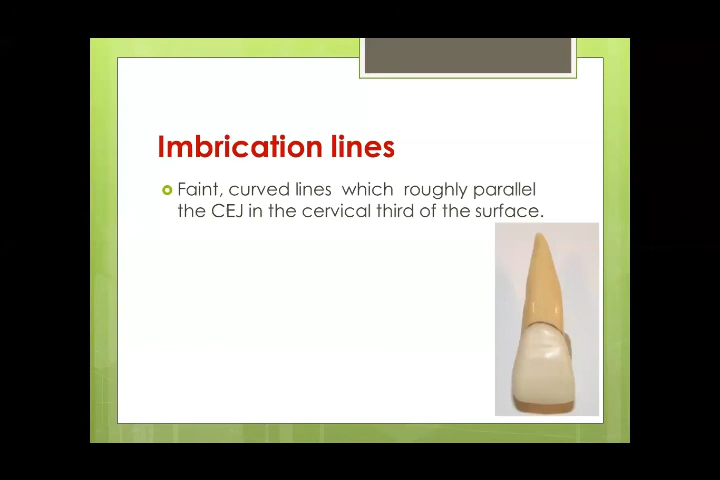 Imbrication lines
Faint, curved lines which roughly parallel
the CEJ in the cervical third of the surface.